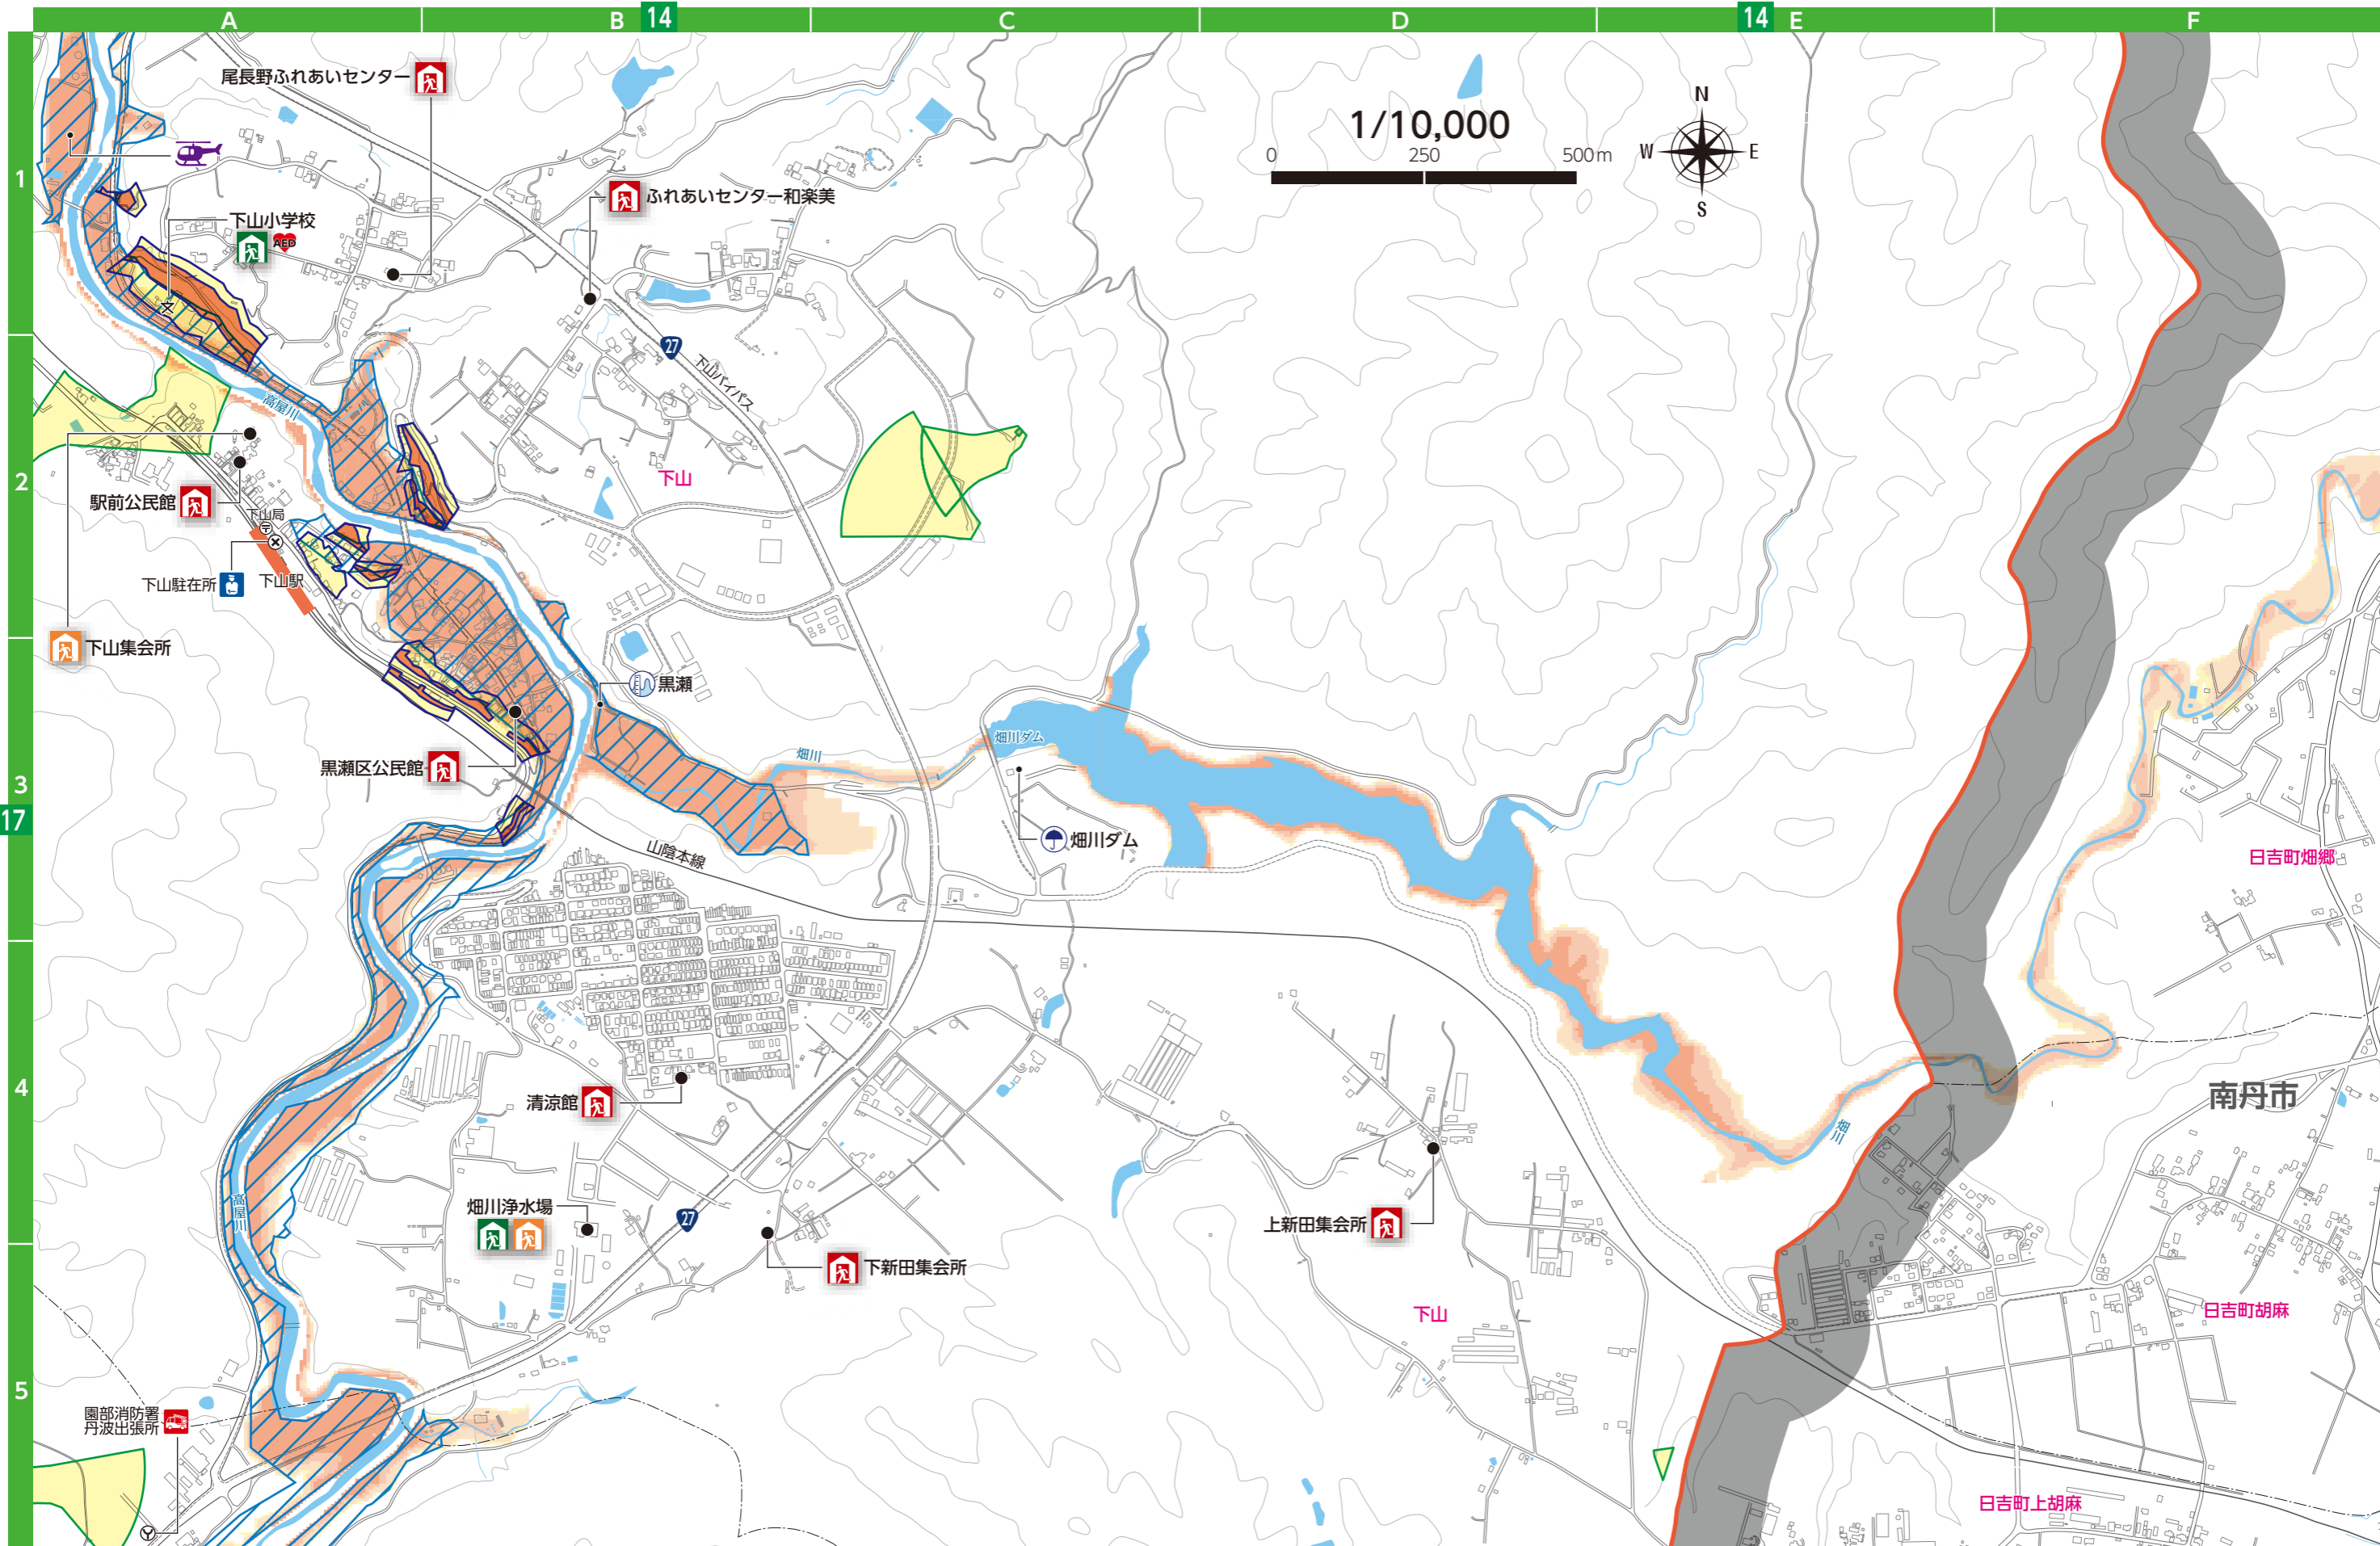 A
B
14
C
D
14
E
F
1
2
3
17
4
5
尾長野ふれあいセンター
ふれあいセンター和楽美
1/10,000
0
250
500m
N
W
E
S
下山小学校
AED
27
下山バイパス
高屋川
下山
駅前公民館
下山局
下山駐在所
下山駅
下山集会所
黒瀬
黒瀬区公民館
畑川
畑川ダム
畑川ダム
山陰本線
日吉町畑郷
清涼館
畑川
南丹市
高屋川
畑川浄水場
27
上新田集会所
下新田集会所
下山
日吉町胡麻
園部消防署
丹波出張所
日吉町上胡麻